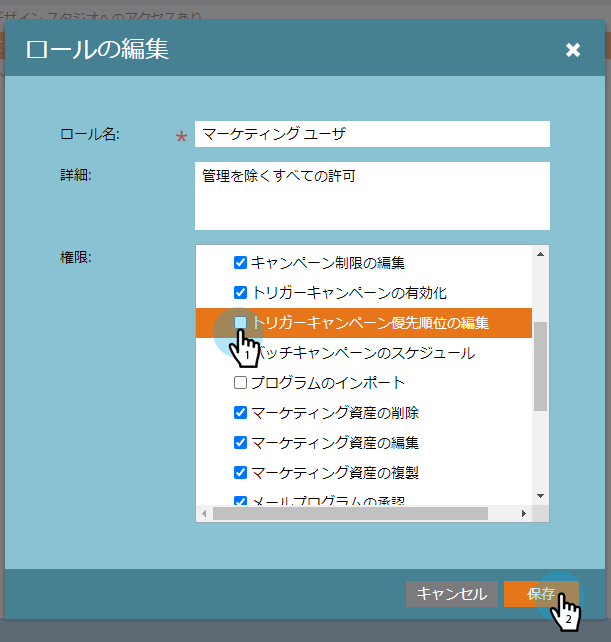 デザイン スタジオへのアクセスあり
ロールの編集
ロール名:
*
マーケティング ユーザ
詳細:
管理を除くすべての許可
権限:
キャンペーン制限の編集
トリガーキャンペーンの有効化
トリガーキャンペーン優先順位の編集
1
バッチキャンペーンのスケジュール
プログラムのインポート
マーケティング資産の削除
マーケティング資産の編集
マーケティング資産の複製
メールプログラムの承認
キャンセル
保存
2